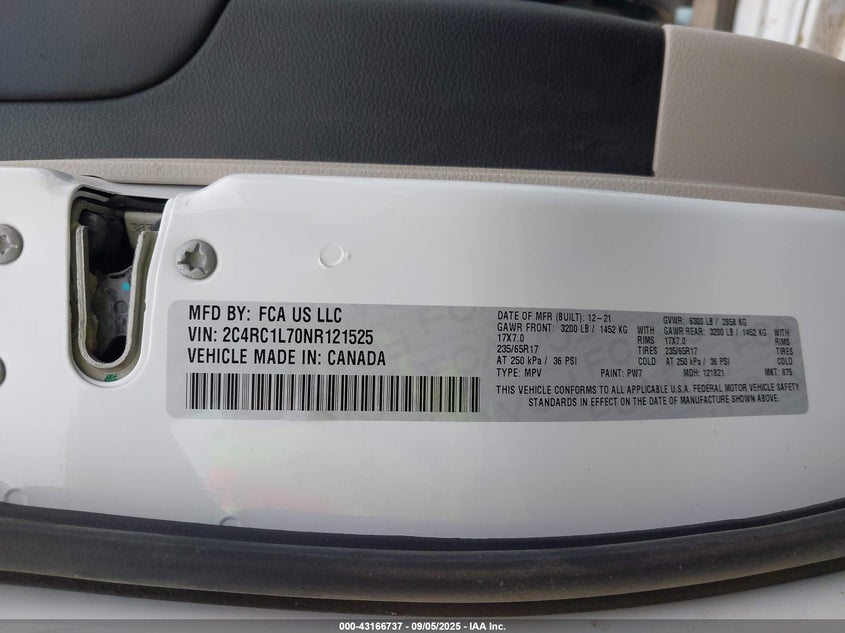 MFD BY: FCA US LLC
VIN: 2C4RC1L70NR121525
VEHICLE MADE IN: CANADA
DATE OF MFR (BUILT): 12-21 GVWR: 6300 LB / 2858 KG
GAWR FRONT: 3200 LB / 1452 KG WITH GAWR REAR: 3200 LB / 1452 KG WITH
17X7.0 RIMS 17X7.0 RIMS
235/65R17 TIRES 235/65R17 TIRES
AT 250 kPa / 36 PSI COLD AT 250 kPa / 36 PSI COLD
TYPE: MPV PAINT: PW7 MDH: 121821 MKT: 875
THIS VEHICLE CONFORMS TO ALL APPLICABLE U.S.A. FEDERAL MOTOR VEHICLE SAFETY
STANDARDS IN EFFECT ON THE DATE OF MANUFACTURE SHOWN ABOVE.
000-43166737 - 09/05/2025 - IAA Inc.